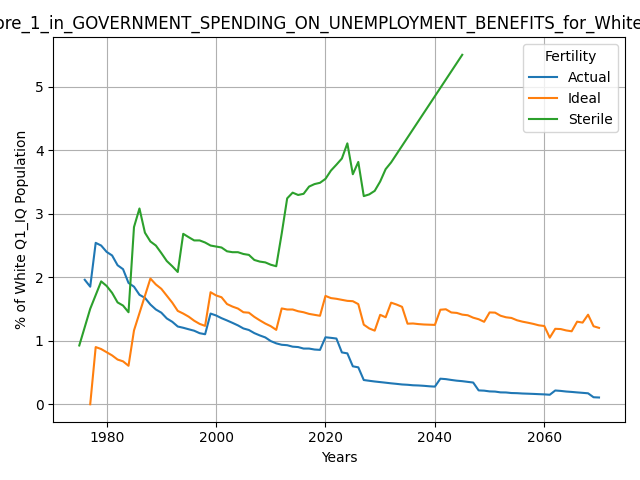 ore_1_in_GOVERNMENT_SPENDING_ON_UNEMPLOYMENT_BENEFITS_for_White
% of White Q1_IQ Population
5
4
3
2
1
0
Fertility
Actual
Ideal
Sterile
1980 2000 2020 2040 2060
Years